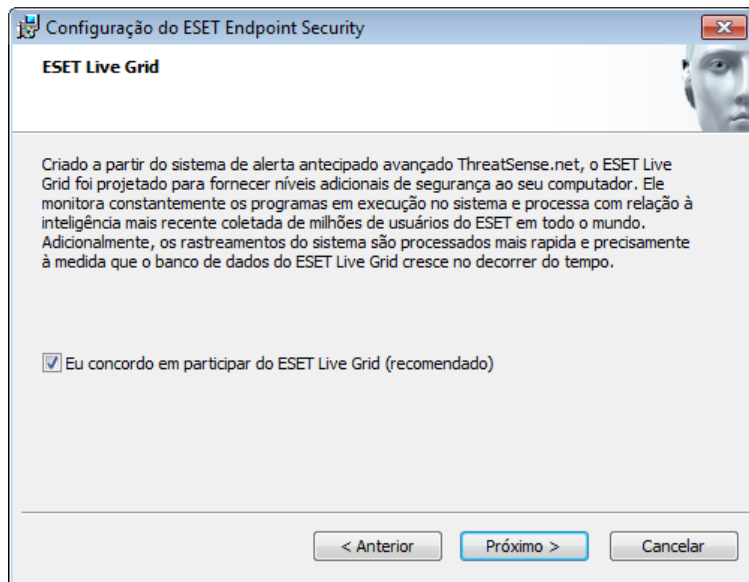 Configuração do ESET Endpoint Security
ESET Live Grid
Criado a partir do sistema de alerta antecipado avançado ThreatSense.net, o ESET Live
Grid foi projetado para fornecer níveis adicionais de segurança ao seu computador. Ele
monitora constantemente os programas em execução no sistema e processa com relação à
inteligência mais recente coletada de milhões de usuários do ESET em todo o mundo.
Adicionalmente, os rastreamentos do sistema são processados mais rapida e precisamente
à medida que o banco de dados do ESET Live Grid cresce no decorrer do tempo.
Eu concordo em participar do ESET Live Grid (recomendado)
< Anterior
Próximo >
Cancelar